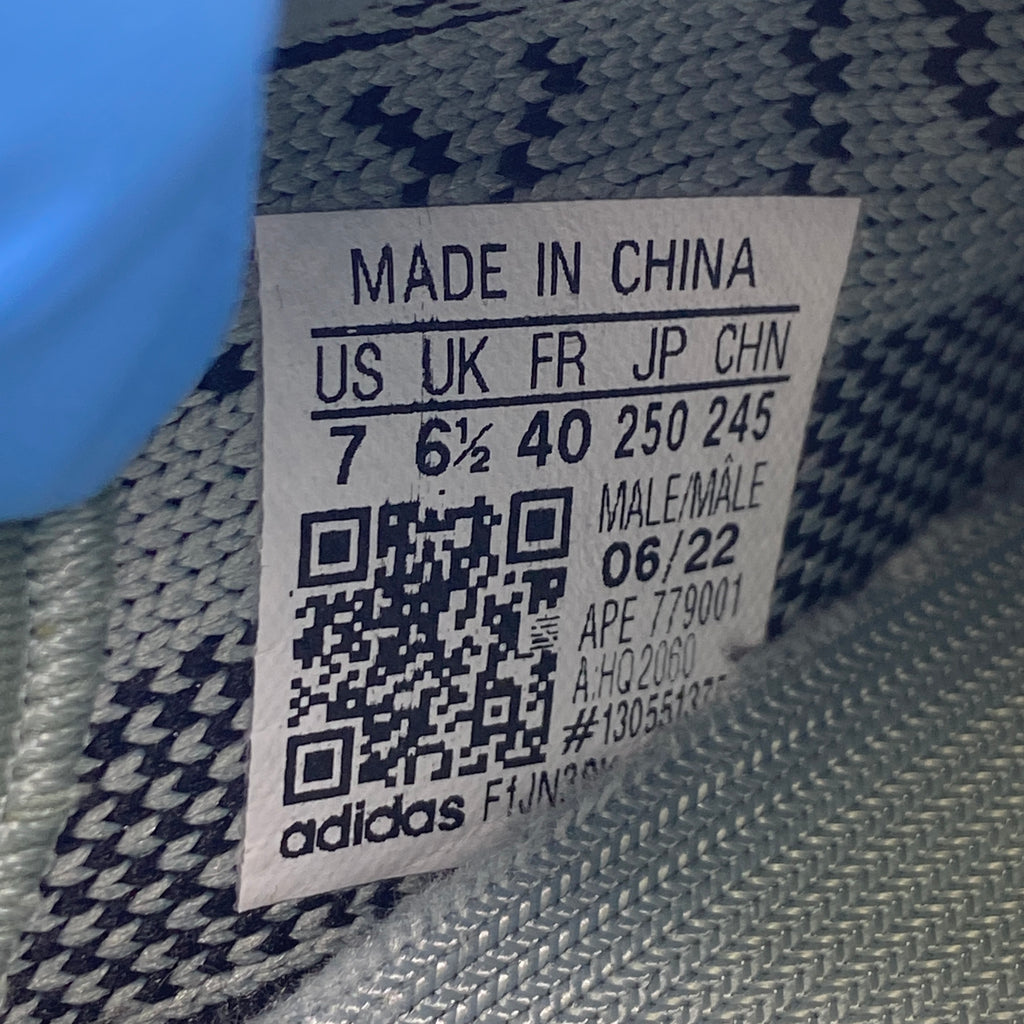 MADE IN CHINA
US UK FR JP CHN
7 6½ 40 250 245
MALE/MÂLE
06/22
APE 779001
A:HQ2060
adidas